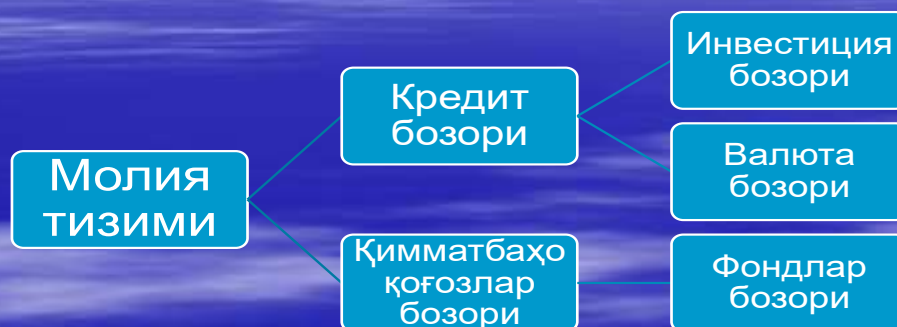 Молия
тизими
Кредит
бозори
Инвестиция
бозори
Валюта
бозори
Қимматбаҳо
қоғозлар
бозори
Фондлар
бозори